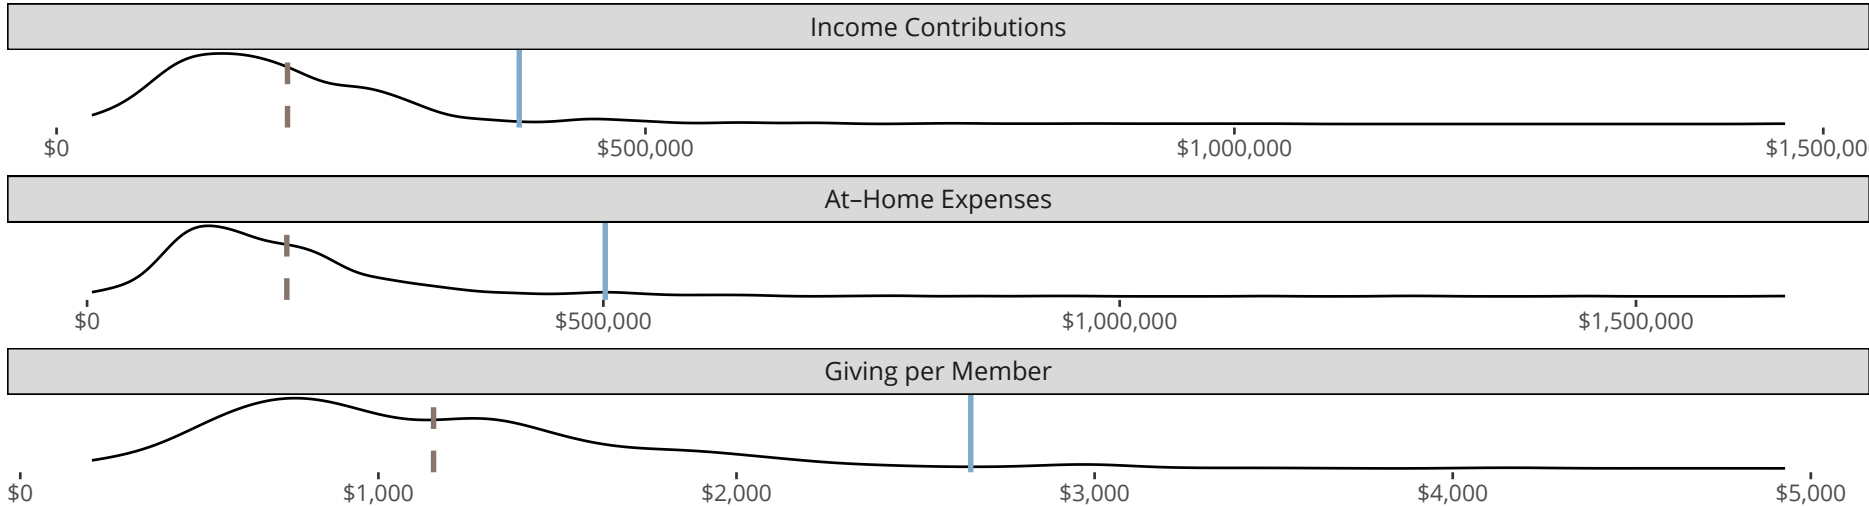 Income Contributions
$0 $500,000 $1,000,000 $1,500,00
At–Home Expenses
$0 $500,000 $1,000,000 $1,500,000
Giving per Member
$0 $1,000 $2,000 $3,000 $4,000 $5,000